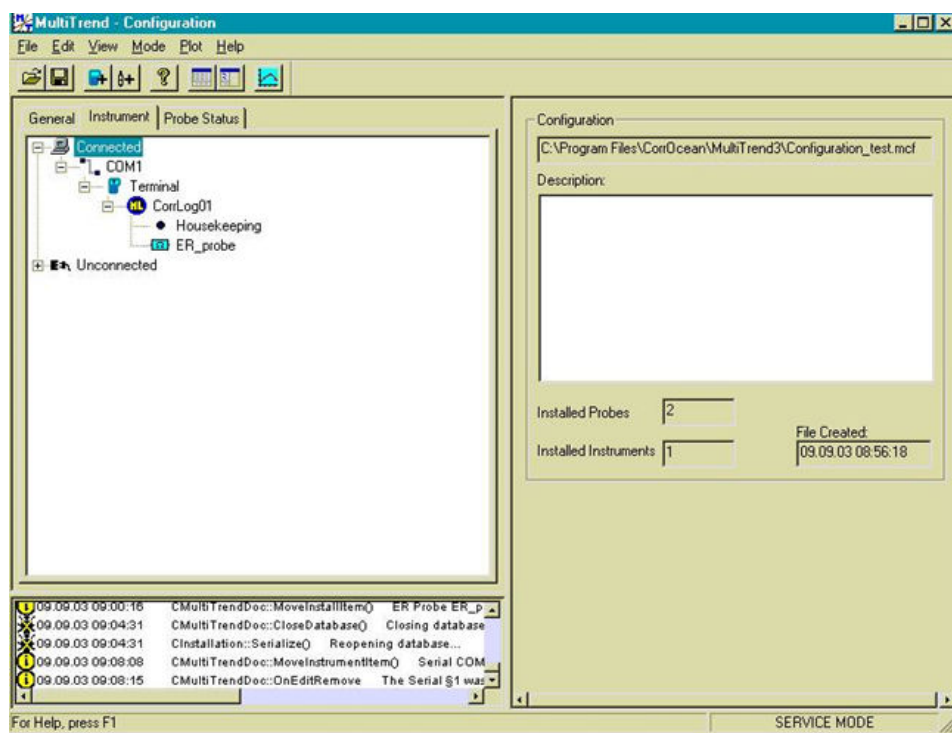 MultiTrend - Configuration
File Edit View Mode Plot Help
General Instrument Probe Status
Connected
COM1
Terminal
CorrLog01
Housekeeping
ER_probe
Unconnected
Configuration
C:\Program Files\CorrOcean\MultiTrend3\Configuration_test.mcf
Description:
Installed Probes 2
Installed Instruments 1
File Created:
09.09.03 08:56:18
09.09.03 09:00:16 CMultiTrendDoc::MoveInstallItem() ER Probe ER_p
09.09.03 09:04:31 CMultiTrendDoc::CloseDatabase() Closing database
09.09.03 09:04:31 CInstallation::Serialize() Reopening database...
09.09.03 09:08:08 CMultiTrendDoc::MoveInstrumentItem() Serial COM
09.09.03 09:08:15 CMultiTrendDoc::OnEditRemove The Serial §1 was
For Help, press F1
SERVICE MODE